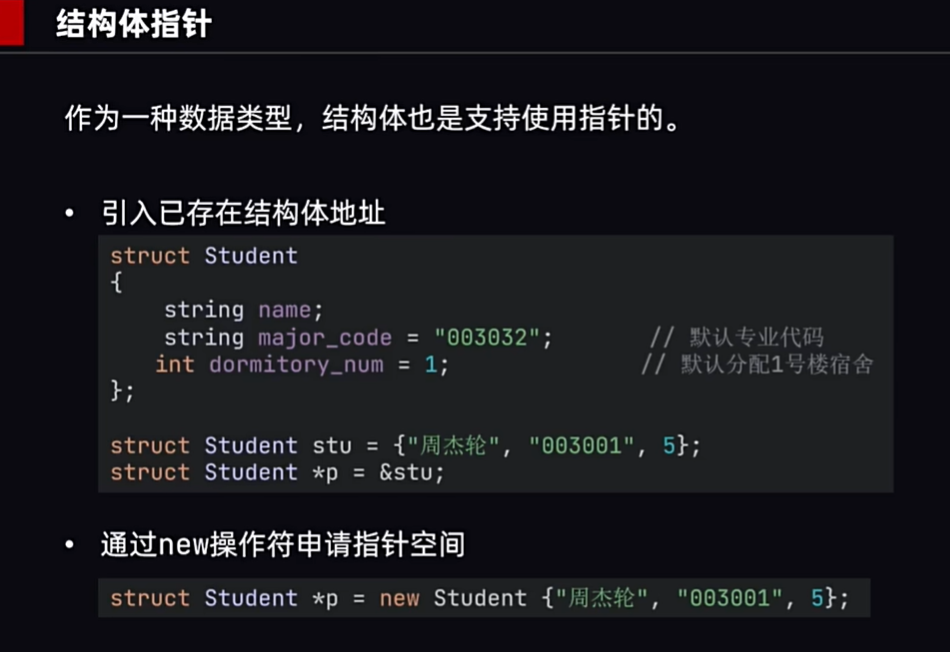 结构体指针
作为一种数据类型，结构体也是支持使用指针的。
• 引入已存在结构体地址
struct Student
{
    string name;
    string major_code = "003032";        // 默认专业代码
    int dormitory_num = 1;               // 默认分配1号楼宿舍
};
struct Student stu = {"周杰轮", "003001", 5};
struct Student *p = &stu;
• 通过new操作符申请指针空间
struct Student *p = new Student {"周杰轮", "003001", 5};